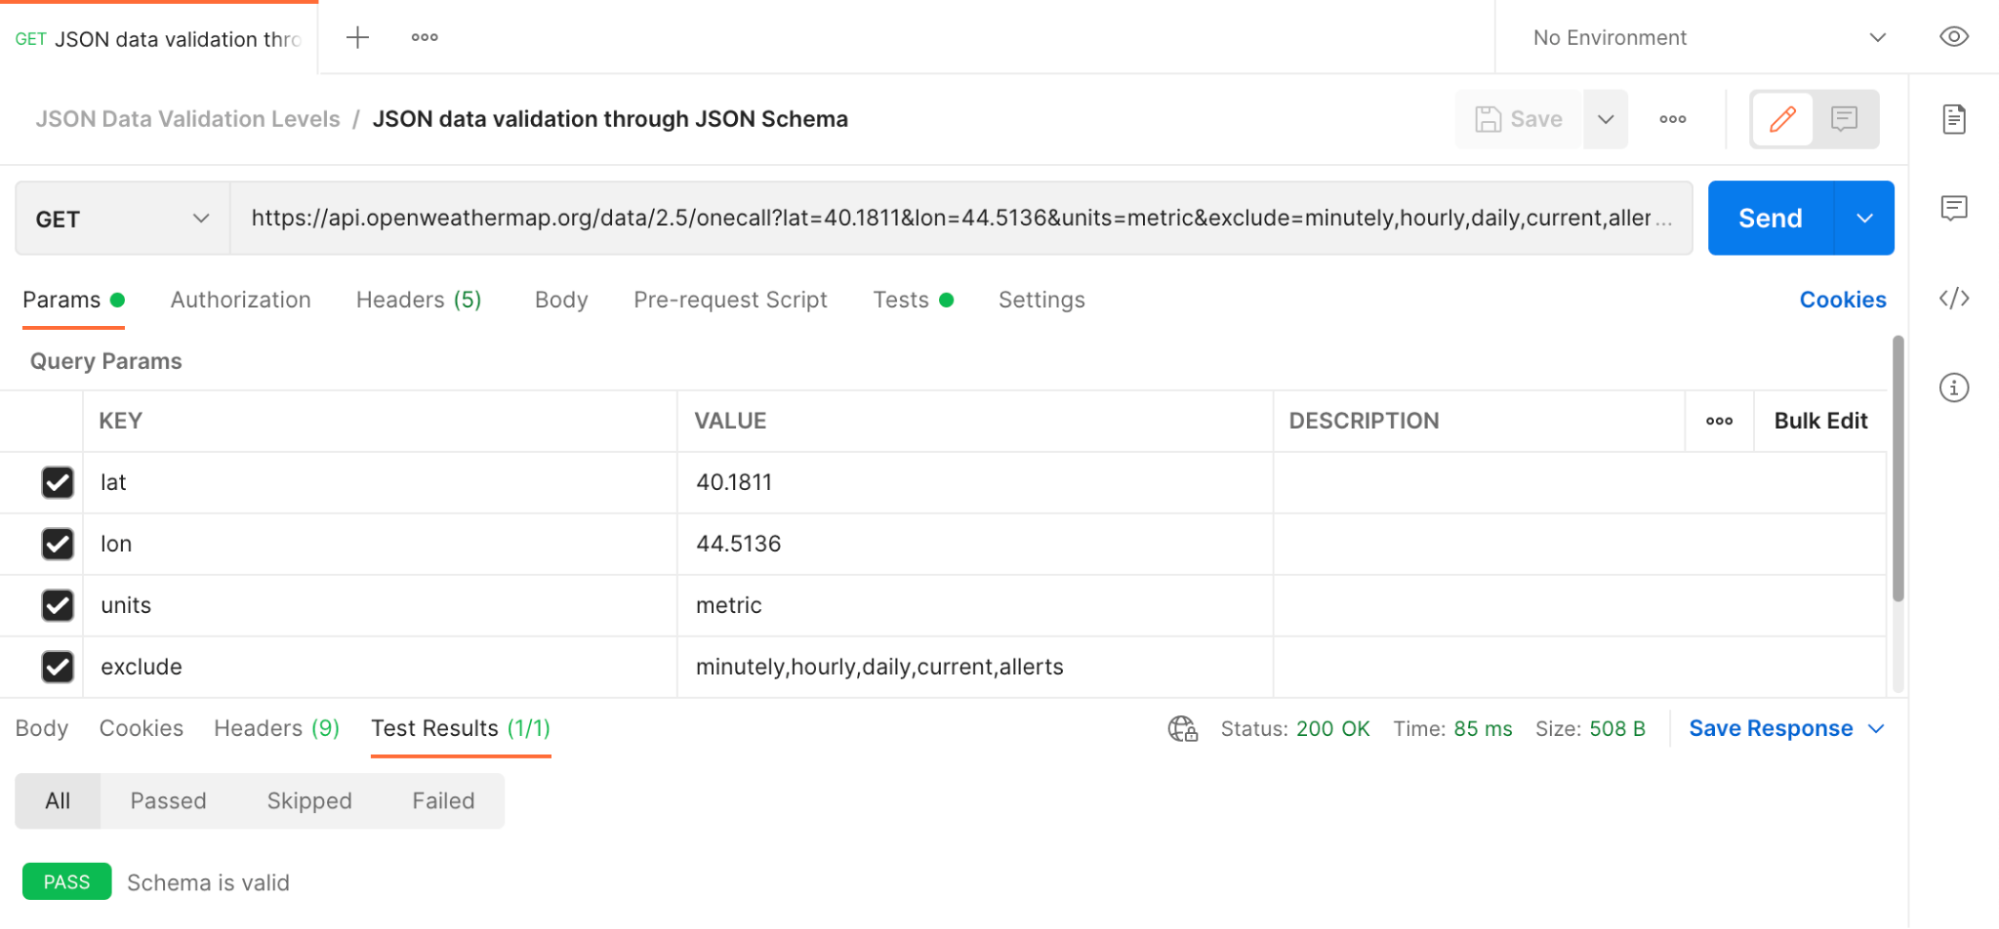 GET JSON data validation thro
No Environment
JSON Data Validation Levels / JSON data validation through JSON Schema
Save
GET
https://api.openweathermap.org/data/2.5/onecall?lat=40.1811&lon=44.5136&units=metric&exclude=minutely,hourly,daily,current,aller ...
Send
Params Authorization Headers (5) Body Pre-request Script Tests Settings Cookies
Query Params
KEY VALUE DESCRIPTION Bulk Edit
lat 40.1811
lon 44.5136
units metric
exclude minutely,hourly,daily,current,allerts
Body Cookies Headers (9) Test Results (1/1) Status: 200 OK Time: 85 ms Size: 508 B Save Response
All Passed Skipped Failed
PASS Schema is valid